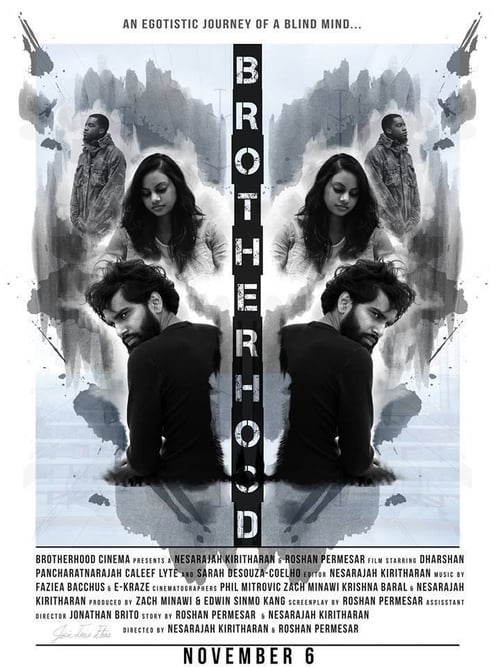 AN EGOTISTIC JOURNEY OF A BLIND MIND...
BROTHERHOOD
BROTHERHOOD CINEMA PRESENTS A NESARAJAH KIRITHARAN & ROSHAN PERMESAR FILM STARRING DHARSHAN
PANCHARATNARAJAH CALEEF LYTE AND SARAH DESOUZA-COELHO EDITOR NESARAJAH KIRITHARAN MUSIC BY
FAZIEA BACCHUS & E-KRAZE CINEMATOGRAPHERS PHIL MITROVIC ZACH MINAWI KRISHNA BARAL & NESARAJAH
KIRITHARAN PRODUCED BY ZACH MINAWI & EDWIN SINMO KANG SCREENPLAY BY ROSHAN PERMESAR ASSISSTANT
DIRECTOR JONATHAN BRITO STORY BY ROSHAN PERMESAR & NESARAJAH KIRITHARAN
DIRECTED BY NESARAJAH KIRITHARAN & ROSHAN PERMESAR
NOVEMBER 6